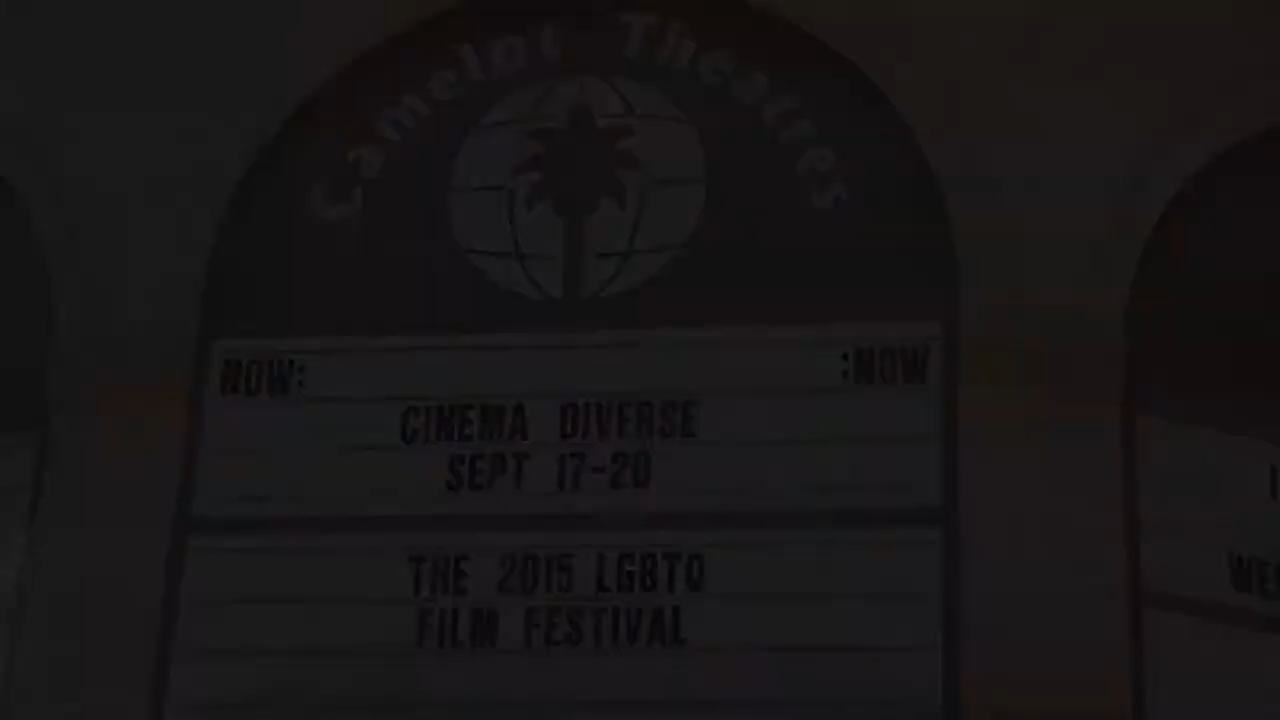 Camelot Theatres
NOW: :NOW
CINEMA DIVERSE
SEPT 17-20
THE 2015 LGBTQ
FILM FESTIVAL